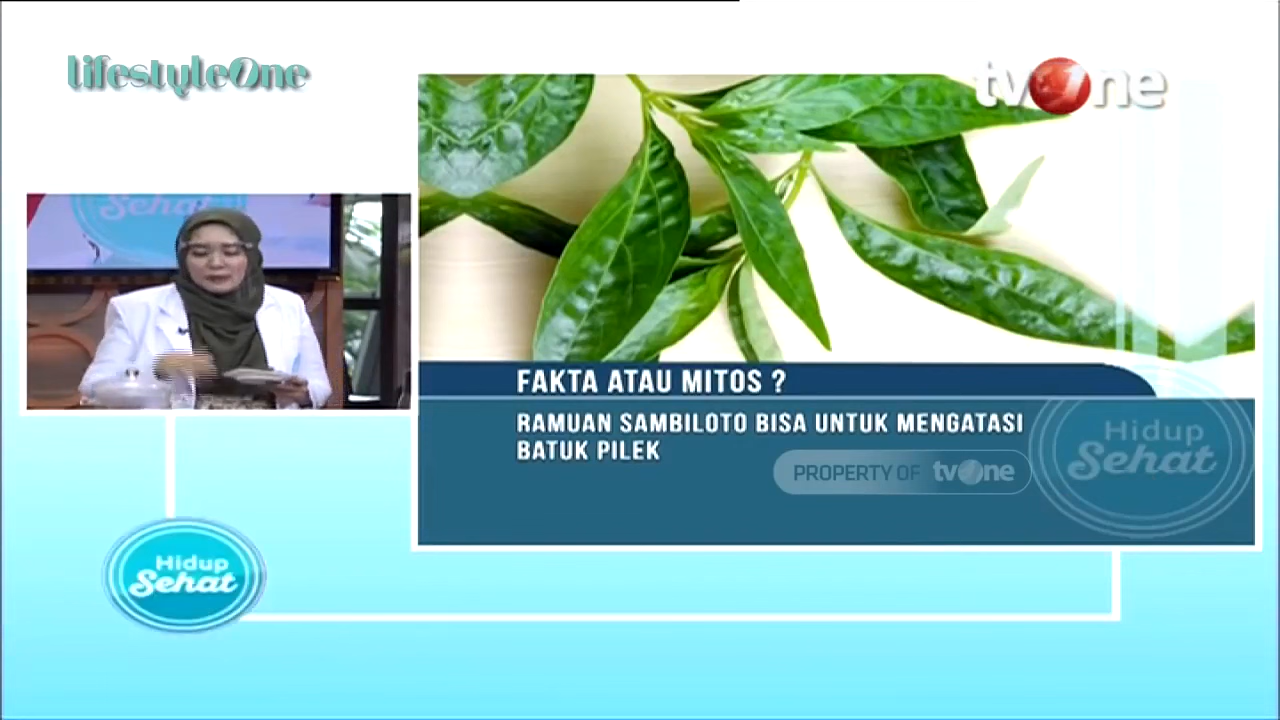 lifestyleOne
tvOne
Sehat
FAKTA ATAU MITOS ?
RAMUAN SAMBILOTO BISA UNTUK MENGATASI
BATUK PILEK
PROPERTY OF tvOne
Hidup
Sehat
Hidup
Sehat